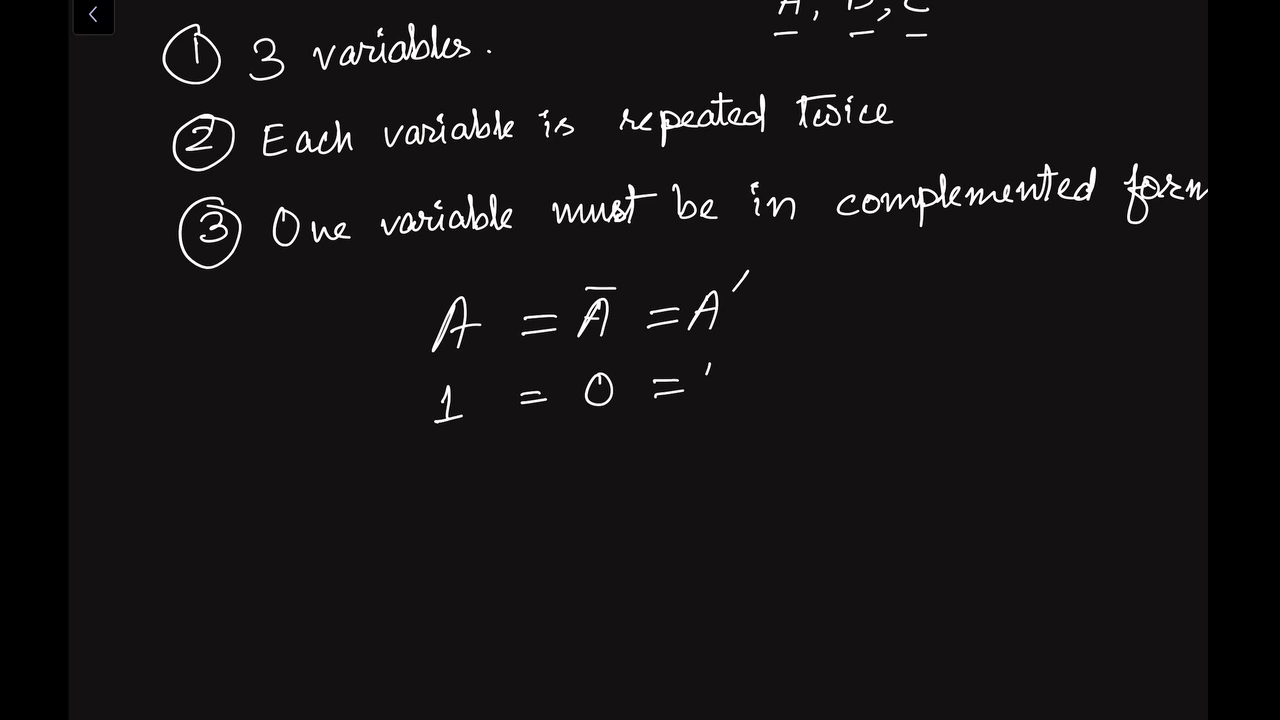 A, B, C
① 3 variables.
② Each variable is repeated twice
③ One variable must be in complemented form
A = A̅ = A′
1 = 0 = ′